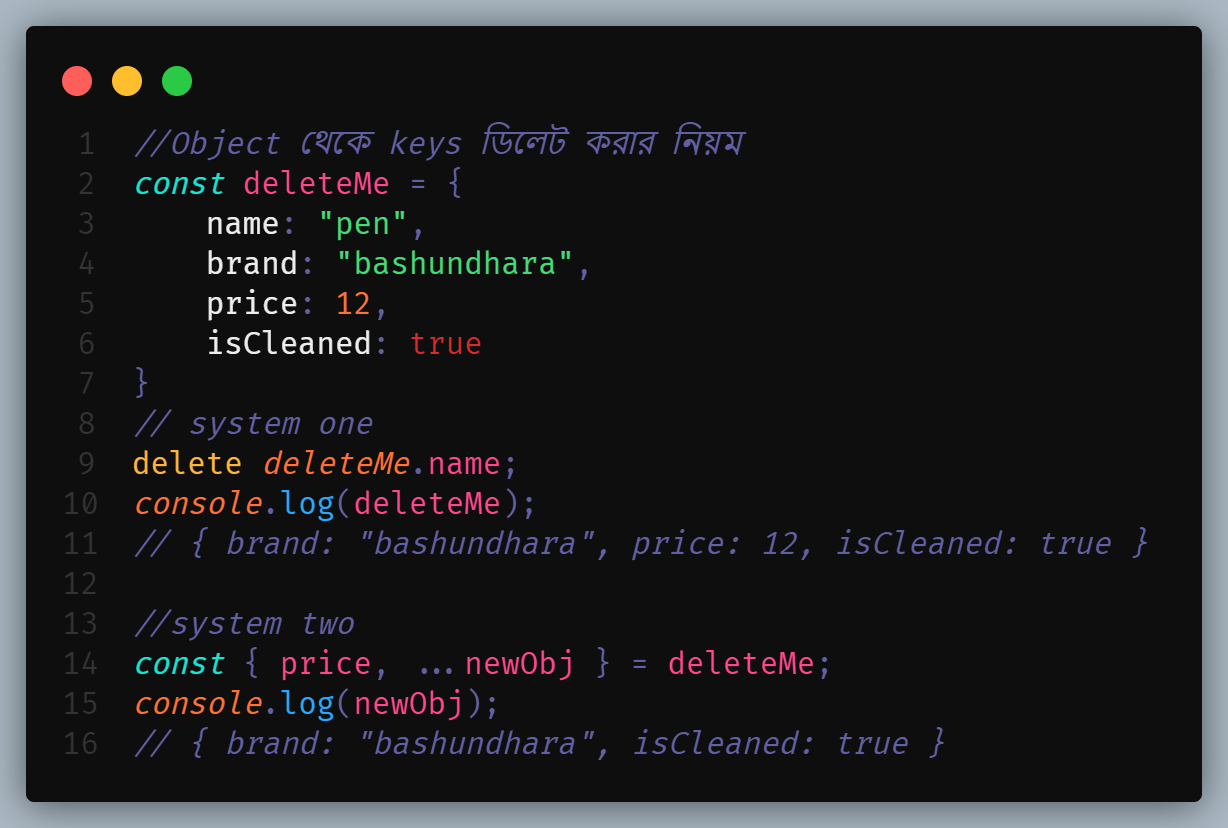 1 //Object থেকে keys ডিলেট করার নিয়ম
2 const deleteMe = {
3     name: "pen",
4     brand: "bashundhara",
5     price: 12,
6     isCleaned: true
7 }
8 // system one
9 delete deleteMe.name;
10 console.log(deleteMe);
11 // { brand: "bashundhara", price: 12, isCleaned: true }
12
13 //system two
14 const { price, ...newObj } = deleteMe;
15 console.log(newObj);
16 // { brand: "bashundhara", isCleaned: true }